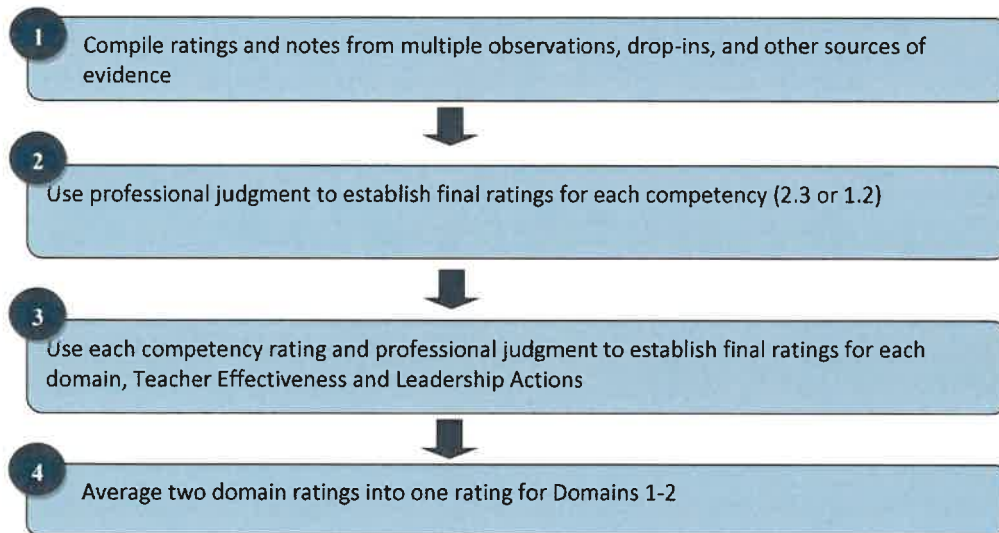 1
Compile ratings and notes from multiple observations, drop-ins, and other sources of
evidence
2
Use professional judgment to establish final ratings for each competency (2.3 or 1.2)
3
Use each competency rating and professional judgment to establish final ratings for each
domain, Teacher Effectiveness and Leadership Actions
4
Average two domain ratings into one rating for Domains 1-2